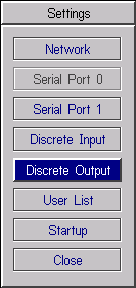 Settings
Network
Serial Port 0
Serial Port 1
Discrete Input
Discrete Output
User List
Startup
Close